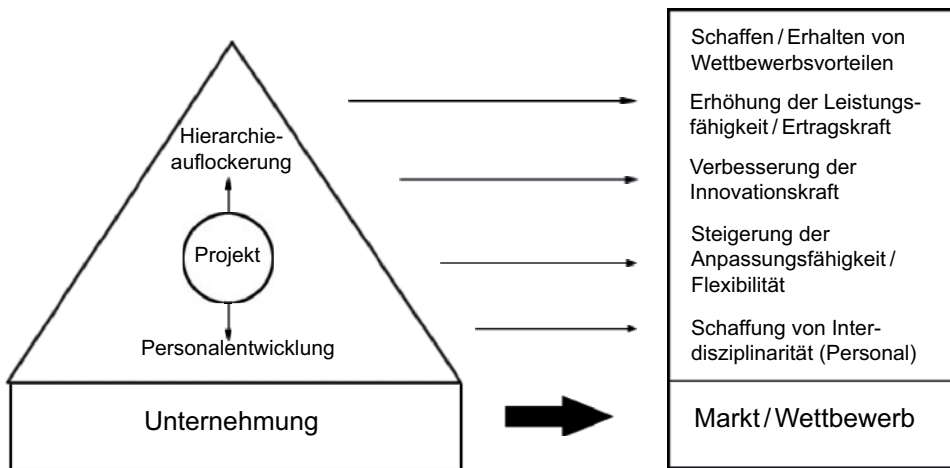 Hierarchie-
auflockerung
Projekt
Personalentwicklung
Unternehmung
Schaffen / Erhalten von
Wettbewerbsvorteilen
Erhöhung der Leistungs-
fähigkeit / Ertragskraft
Verbesserung der
Innovationskraft
Steigerung der
Anpassungsfähigkeit /
Flexibilität
Schaffung von Inter-
disziplinarität (Personal)
Markt / Wettbewerb